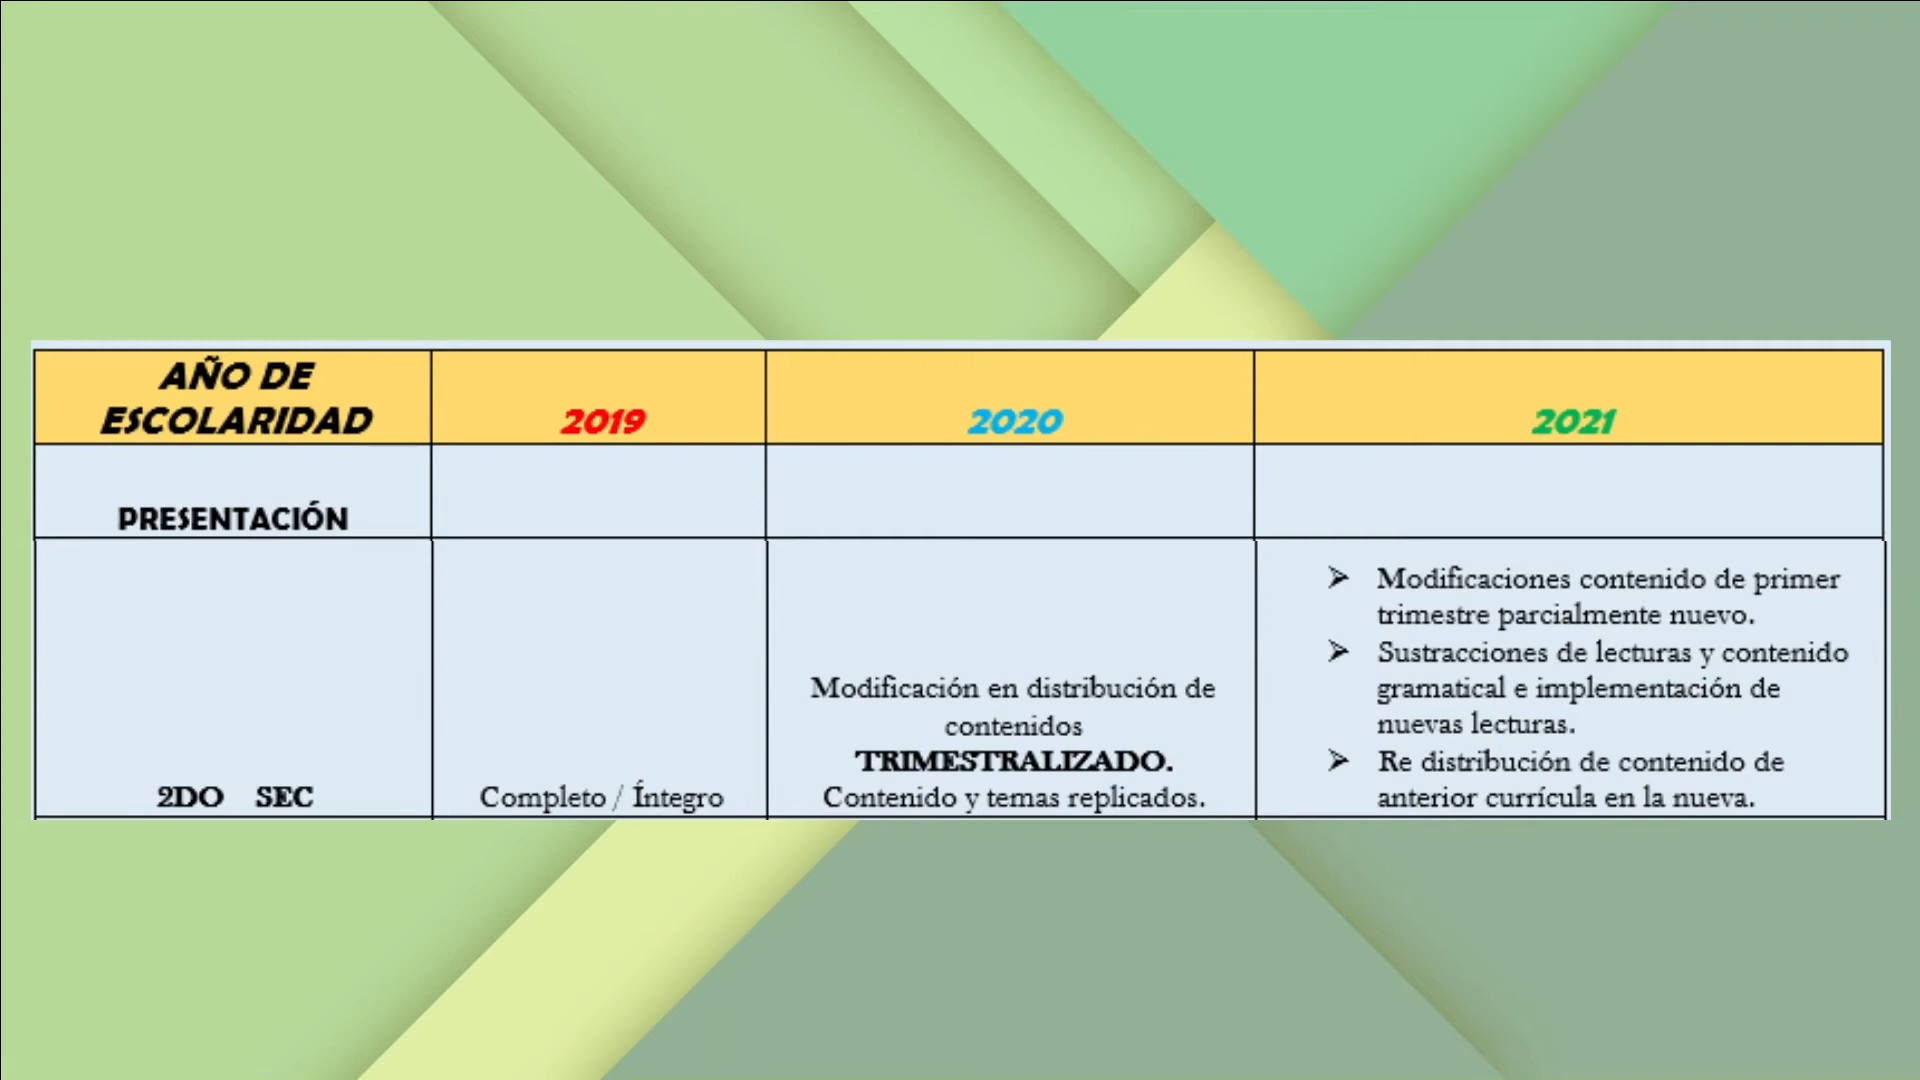 AÑO DE
ESCOLARIDAD
2019
2020
2021
PRESENTACIÓN
2DO SEC
Completo / Íntegro
Modificación en distribución de
contenidos
TRIMESTRALIZADO.
Contenido y temas replicados.
➢ Modificaciones contenido de primer
trimestre parcialmente nuevo.
➢ Sustracciones de lecturas y contenido
gramatical e implementación de
nuevas lecturas.
➢ Re distribución de contenido de
anterior currícula en la nueva.